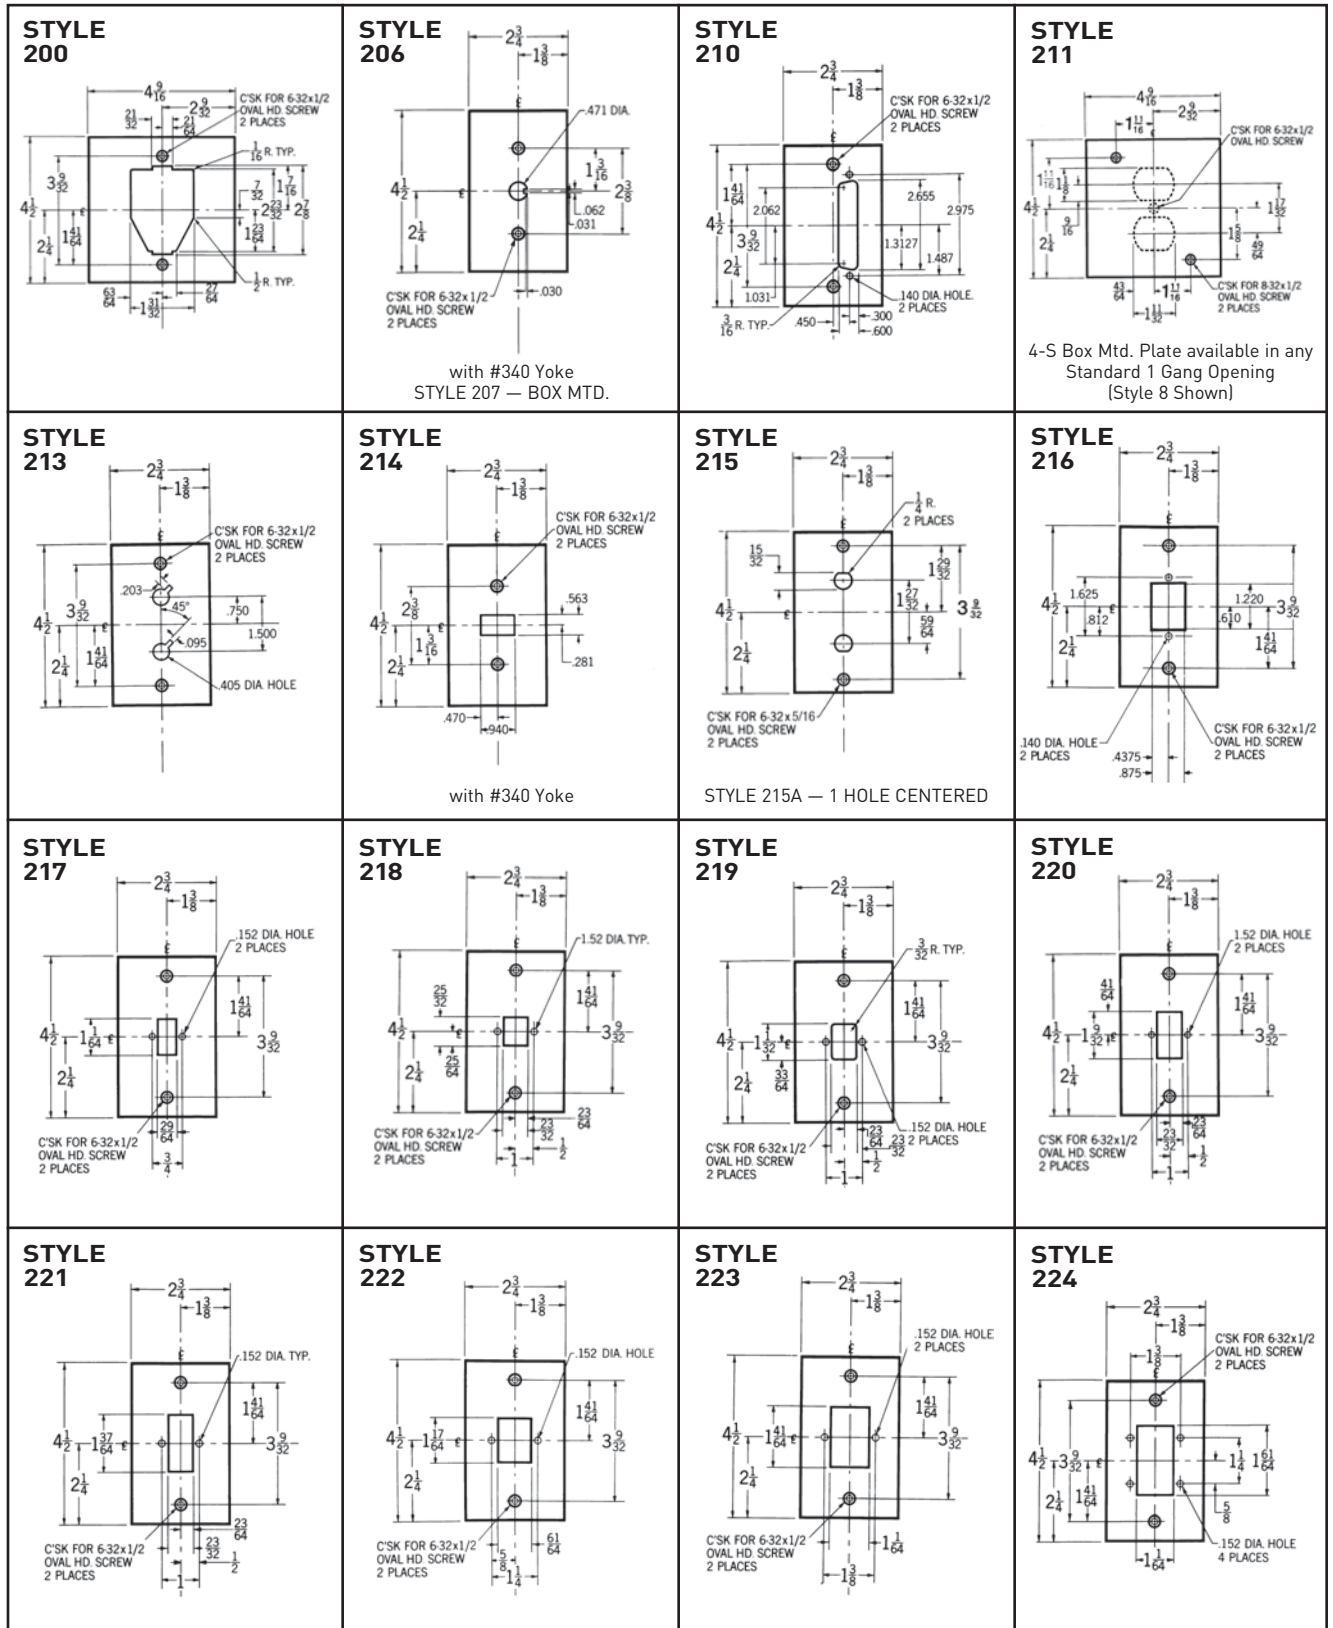 STYLE
200
4 9/16
2 9/32
21/32
21/64
C'SK FOR 6-32x1/2
OVAL HD. SCREW
2 PLACES
1/16 R. TYP.
3 9/32
4 1/2
2 1/4
1 41/64
7/32
1 7/16
2 23/32
2 7/8
1 23/64
1/2 R. TYP.
63/64
27/64
1 31/32
STYLE
206
2 3/4
1 3/8
.471 DIA.
1 3/16
2 3/8
4 1/2
2 1/4
.062
.031
.030
C'SK FOR 6-32x1/2
OVAL HD. SCREW
2 PLACES
with #340 Yoke
STYLE 207 — BOX MTD.
STYLE
210
2 3/4
1 3/8
C'SK FOR 6-32x1/2
OVAL HD. SCREW
2 PLACES
1 41/64
2.062
2.655
2.975
4 1/2
3 9/32
2 1/4
1.3127
1.487
1.031
.140 DIA. HOLE.
2 PLACES
3/16 R. TYP.
.450
.300
.600
STYLE
211
4 9/16
2 9/32
1 11/16
C'SK FOR 6-32x1/2
OVAL HD. SCREW
1 11/16
1 1/8
4 1/2
9/16
2 1/4
1 17/32
1 5/8
49/64
43/64
1 11/16
1 11/32
C'SK FOR 8-32x1/2
OVAL HD. SCREW
2 PLACES
4-S Box Mtd. Plate available in any
Standard 1 Gang Opening
(Style 8 Shown)
STYLE
213
2 3/4
1 3/8
C'SK FOR 6-32x1/2
OVAL HD. SCREW
2 PLACES
.203
3 9/32
45°
.750
4 1/2
1.500
.095
2 1/4
1 41/64
.405 DIA HOLE
STYLE
214
2 3/4
1 3/8
C'SK FOR 6-32x1/2
OVAL HD. SCREW
2 PLACES
2 3/8
.563
4 1/2
1 3/16
2 1/4
.281
.470
.940
with #340 Yoke
STYLE
215
2 3/4
1 3/8
1/4 R.
2 PLACES
15/32
1 29/32
1 27/32
4 1/2
3 9/32
59/64
2 1/4
C'SK FOR 6-32x5/16
OVAL HD. SCREW
2 PLACES
STYLE 215A — 1 HOLE CENTERED
STYLE
216
2 3/4
1 3/8
1.625
1.220
4 1/2
.812
.610
3 9/32
2 1/4
1 41/64
.140 DIA. HOLE
2 PLACES
C'SK FOR 6-32x1/2
OVAL HD. SCREW
2 PLACES
.4375
.875
STYLE
217
2 3/4
1 3/8
.152 DIA. HOLE
2 PLACES
1 41/64
4 1/2
1 1/64
3 9/32
2 1/4
29/64
3/4
C'SK FOR 6-32x1/2
OVAL HD. SCREW
2 PLACES
STYLE
218
2 3/4
1 3/8
1.52 DIA. TYP.
25/32
1 41/64
4 1/2
3 9/32
25/64
2 1/4
23/64
23/32
1/2
1
C'SK FOR 6-32x1/2
OVAL HD. SCREW
2 PLACES
STYLE
219
2 3/4
1 3/8
3/32 R. TYP.
1 41/64
4 1/2
1 1/32
3 9/32
33/64
2 1/4
.152 DIA. HOLE
2 PLACES
23/64
23/32
1/2
1
C'SK FOR 6-32x1/2
OVAL HD. SCREW
2 PLACES
STYLE
220
2 3/4
1 3/8
1.52 DIA. HOLE
2 PLACES
41/64
1 41/64
4 1/2
1 9/32
3 9/32
2 1/4
23/64
23/32
1/2
1
C'SK FOR 6-32x1/2
OVAL HD. SCREW
2 PLACES
STYLE
221
2 3/4
1 3/8
.152 DIA. TYP.
1 41/64
4 1/2
1 37/64
3 9/32
2 1/4
23/64
23/32
1/2
1
C'SK FOR 6-32x1/2
OVAL HD. SCREW
2 PLACES
STYLE
222
2 3/4
1 3/8
.152 DIA. HOLE
1 41/64
4 1/2
1 17/64
3 9/32
2 1/4
61/64
5/8
1 1/4
C'SK FOR 6-32x1/2
OVAL HD. SCREW
2 PLACES
STYLE
223
2 3/4
1 3/8
.152 DIA. HOLE
2 PLACES
1 41/64
4 1/2
1 41/64
3 9/32
2 1/4
1 1/64
1 3/8
C'SK FOR 6-32x1/2
OVAL HD. SCREW
2 PLACES
STYLE
224
2 3/4
1 3/8
1 3/8
C'SK FOR 6-32x1/2
OVAL HD. SCREW
2 PLACES
4 1/2
3 9/32
1 1/4
1 61/64
2 1/4
1 41/64
5/8
1 1/64
.152 DIA. HOLE
4 PLACES